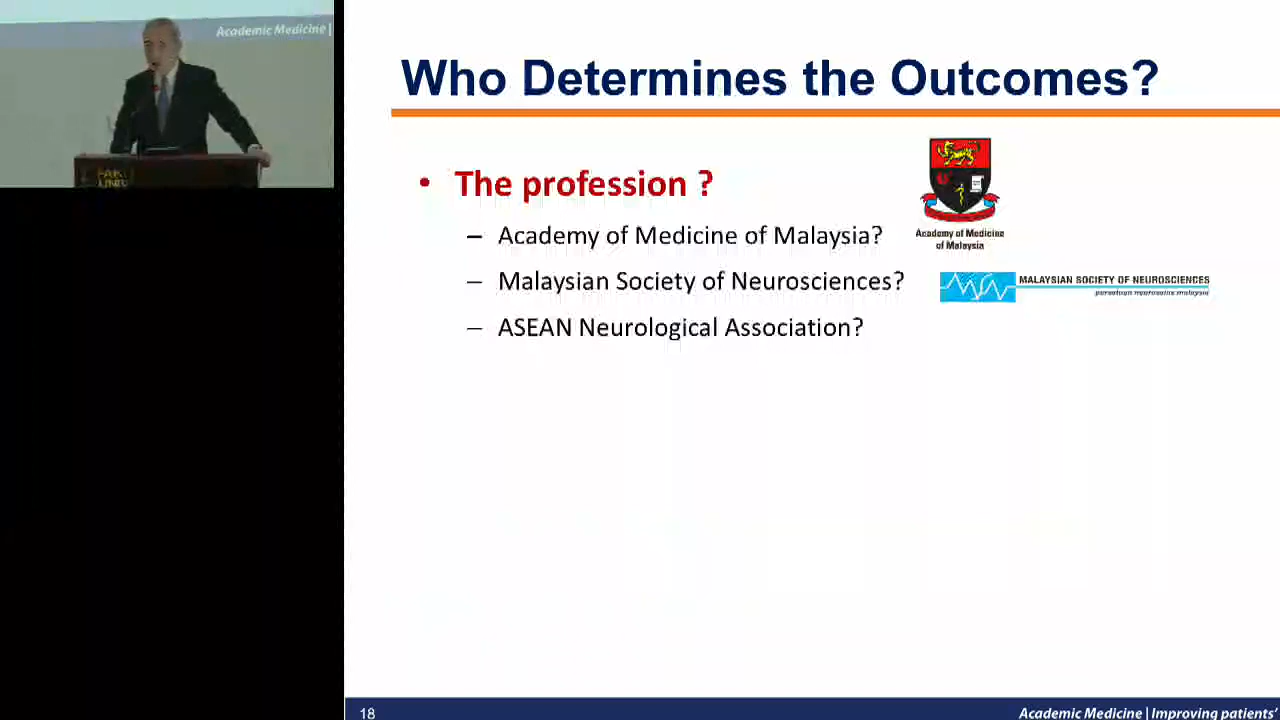 Academic Medicine |
Who Determines the Outcomes?
• The profession ?
– Academy of Medicine of Malaysia?
Academy of Medicine
of Malaysia
– Malaysian Society of Neurosciences?
MALAYSIAN SOCIETY OF NEUROSCIENCES
persatuan neurosains malaysia
– ASEAN Neurological Association?
18
Academic Medicine | Improving patients'